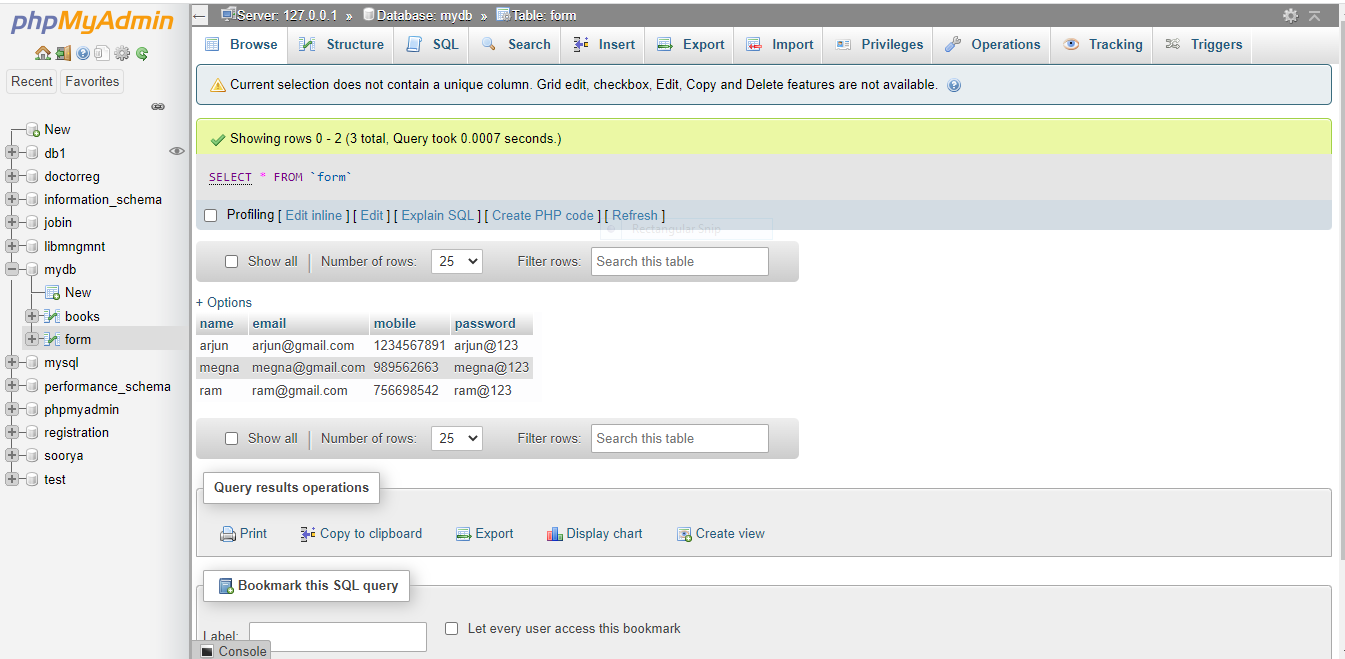 phpMyAdmin
Recent Favorites
New
db1
doctorreg
information_schema
jobin
libmngmnt
mydb
New
books
form
mysql
performance_schema
phpmyadmin
registration
soorya
test
Server: 127.0.0.1 » Database: mydb » Table: form
Browse Structure SQL Search Insert Export Import Privileges Operations Tracking Triggers
Current selection does not contain a unique column. Grid edit, checkbox, Edit, Copy and Delete features are not available.
Showing rows 0 - 2 (3 total, Query took 0.0007 seconds.)
SELECT * FROM `form`
Profiling [ Edit inline ] [ Edit ] [ Explain SQL ] [ Create PHP code ] [ Refresh ]
Rectangular Snip
Show all | Number of rows: 25 Filter rows: Search this table
+ Options
name email mobile password
arjun arjun@gmail.com 1234567891 arjun@123
megna megna@gmail.com 989562663 megna@123
ram ram@gmail.com 756698542 ram@123
Show all | Number of rows: 25 Filter rows: Search this table
Query results operations
Print Copy to clipboard Export Display chart Create view
Bookmark this SQL query
Label: Let every user access this bookmark
Console